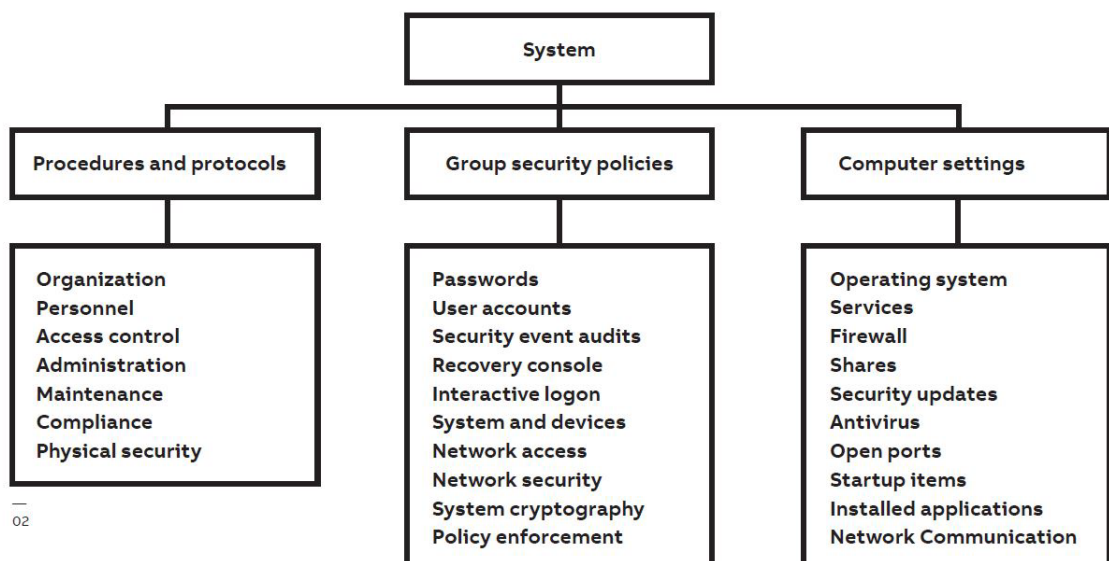 System
Procedures and protocols
Group security policies
Computer settings
Organization
Personnel
Access control
Administration
Maintenance
Compliance
Physical security
Passwords
User accounts
Security event audits
Recovery console
Interactive logon
System and devices
Network access
Network security
System cryptography
Policy enforcement
Operating system
Services
Firewall
Shares
Security updates
Antivirus
Open ports
Startup items
Installed applications
Network Communication
—
02